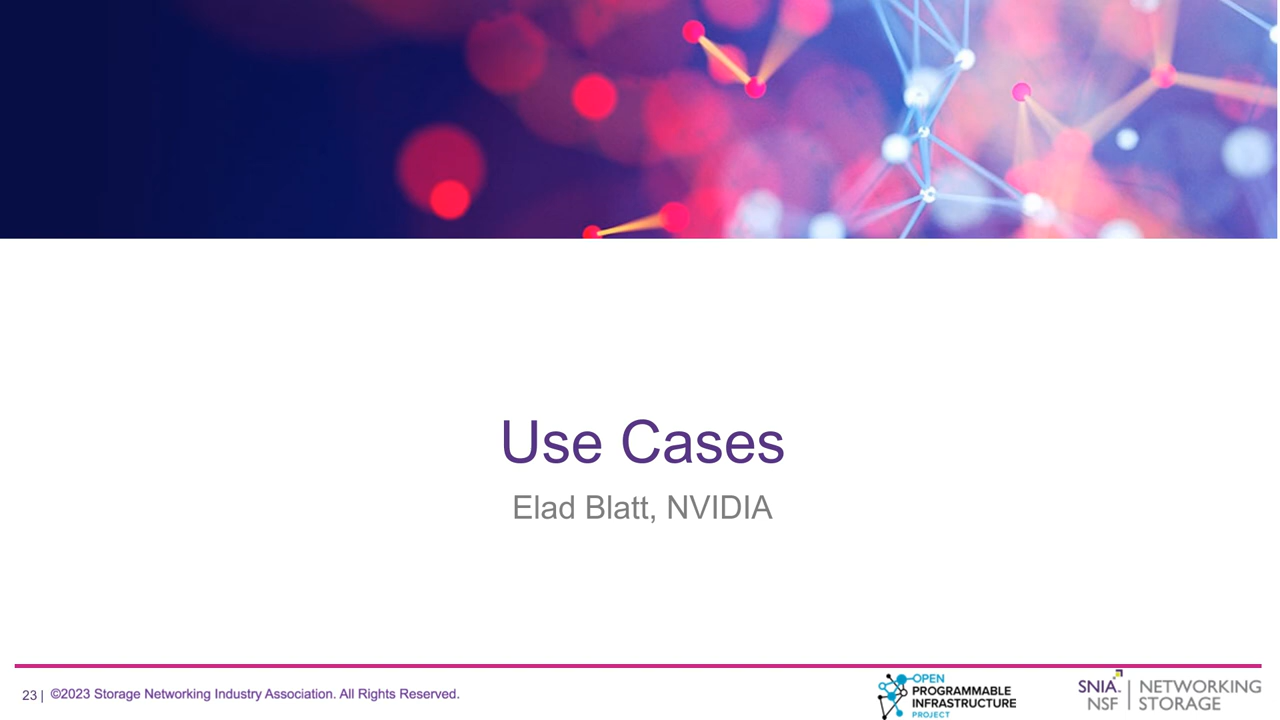 Use Cases
Elad Blatt, NVIDIA
23 | ©2023 Storage Networking Industry Association. All Rights Reserved.
OPEN
PROGRAMMABLE
INFRASTRUCTURE
PROJECT
SNIA. | NETWORKING
NSF | STORAGE